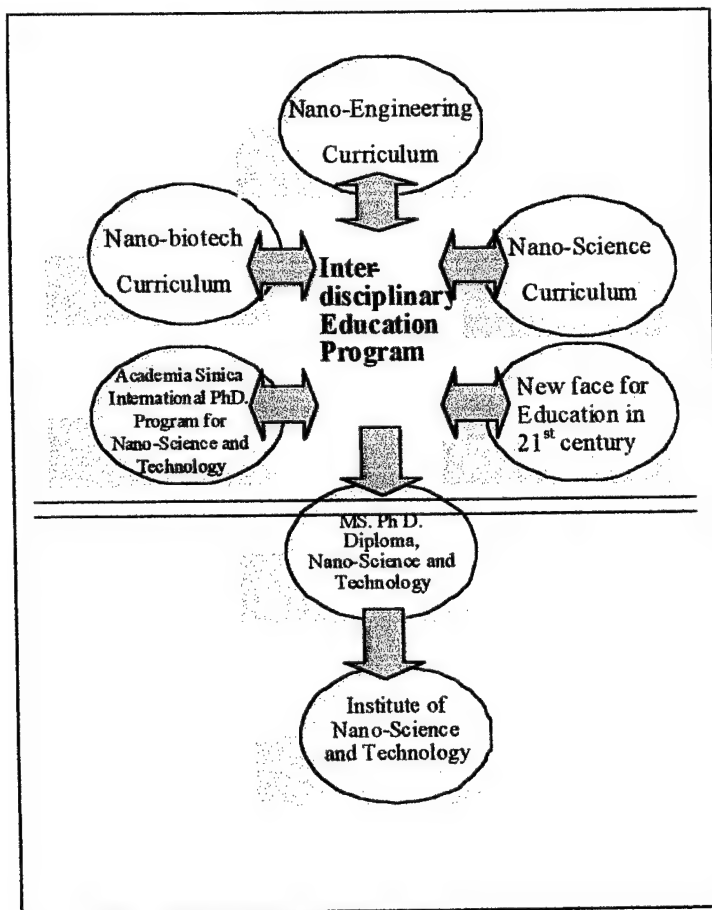 Nano-Engineering
Curriculum
Nano-biotech
Curriculum
Nano-Science
Curriculum
Inter-
disciplinary
Education
Program
Academia Sinica
International PhD.
Program for
Nano-Science and
Technology
New face for
Education in
21st century
MS. Ph D.
Diploma,
Nano-Science and
Technology
Institute of
Nano-Science
and Technology